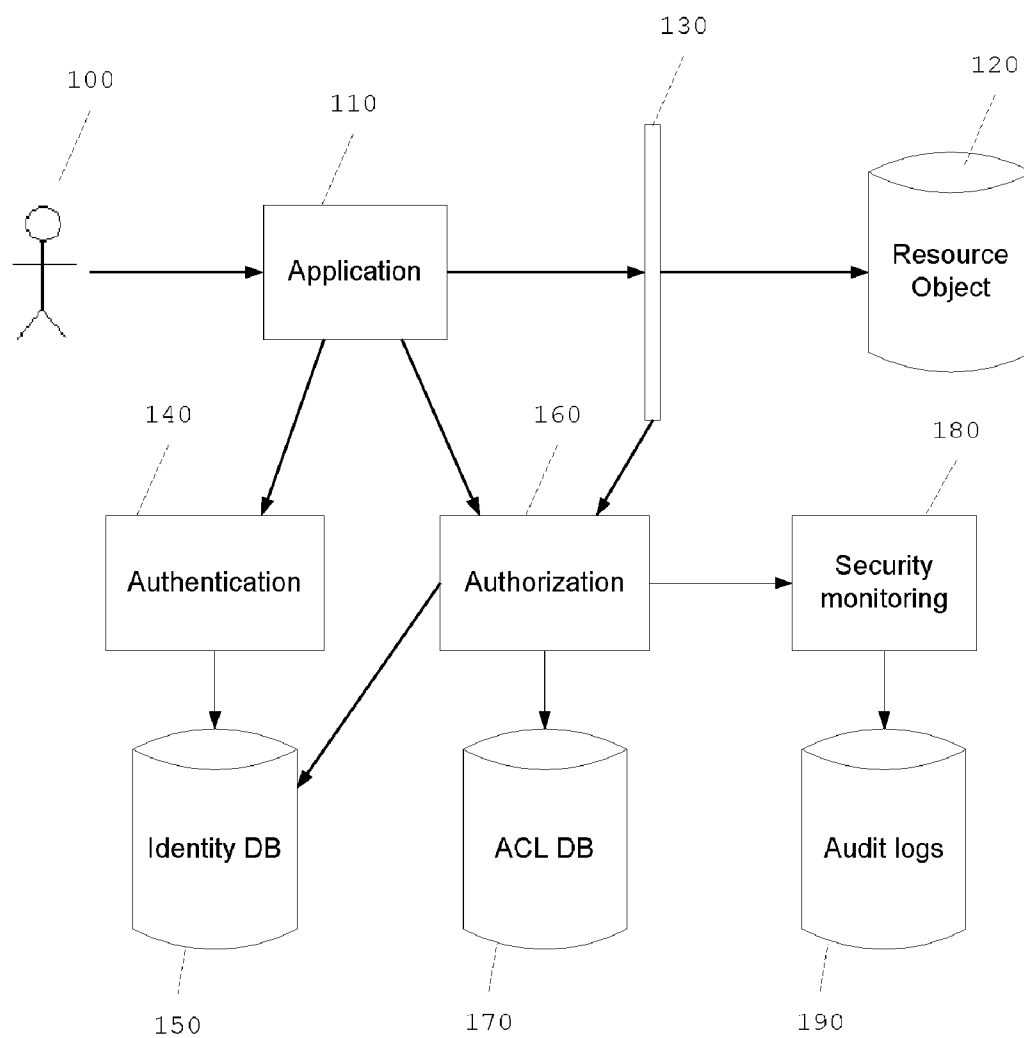 130
100
120
110
Application
Resource
Object
140
160
180
Authentication
Authorization
Security
monitoring
Identity DB
ACL DB
Audit logs
150
170
190